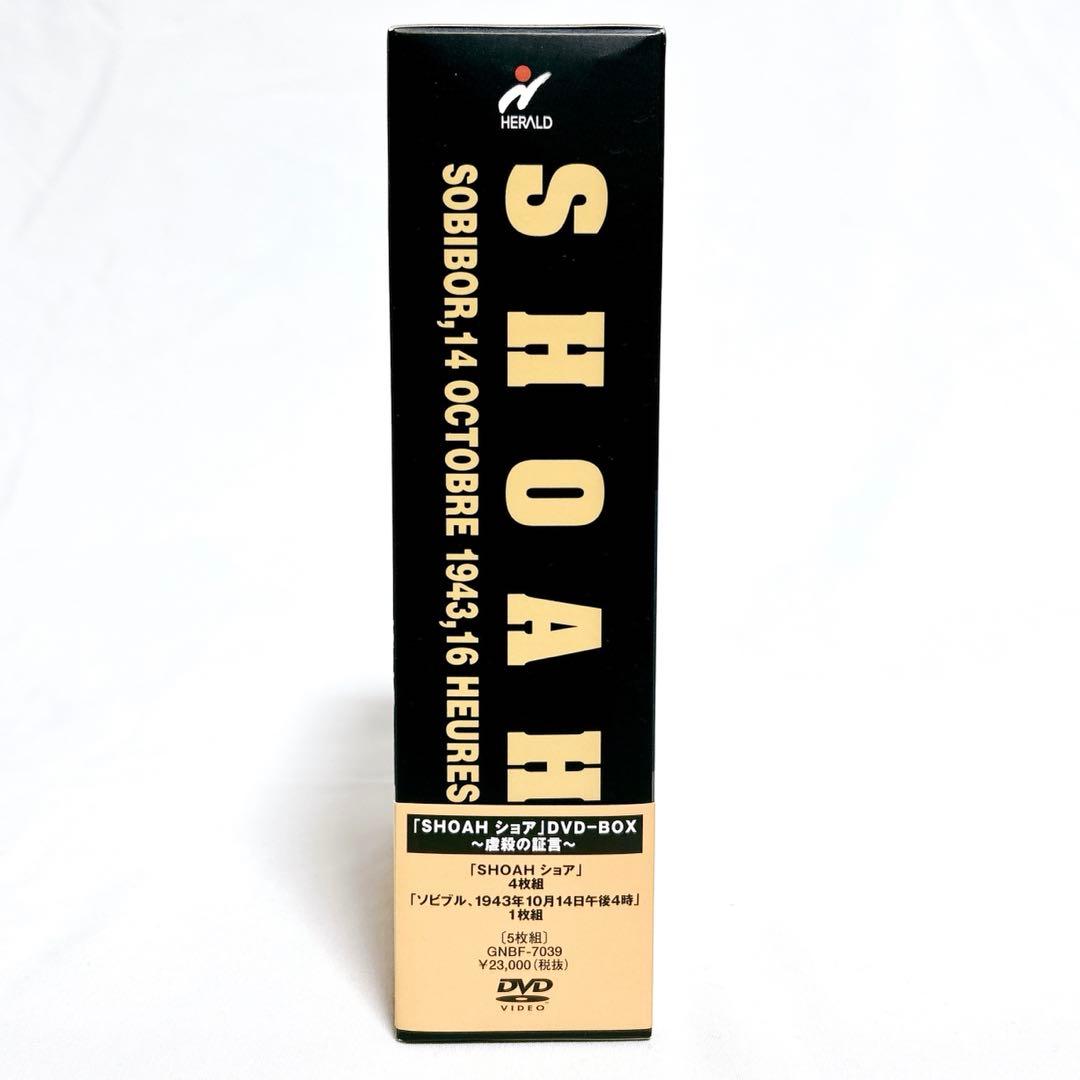 HERALD
SHOAH
SOBIBOR,14 OCTOBRE 1943,16 HEURES
「SHOAH ショア」DVD-BOX
～虐殺の証言～
「SHOAH ショア」
4枚組
「ソビブル、1943年10月14日午後4時」
1枚組
〔5枚組〕
GNBF-7039
￥23,000(税抜)
DVD
VIDEO